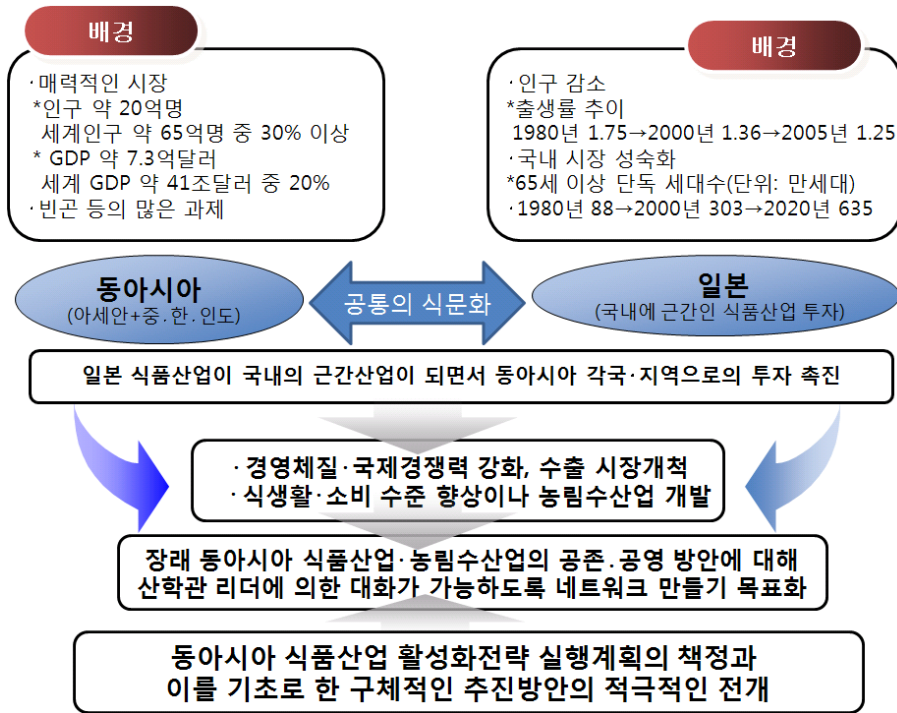 배경
·매력적인 시장
*인구 약 20억명
세계인구 약 65억명 중 30% 이상
* GDP 약 7.3억달러
세계 GDP 약 41조달러 중 20%
·빈곤 등의 많은 과제
배경
·인구 감소
*출생률 추이
1980년 1.75→2000년 1.36→2005년 1.25
·국내 시장 성숙화
*65세 이상 단독 세대수(단위: 만세대)
·1980년 88→2000년 303→2020년 635
동아시아
(아세안+중.한.인도)
공통의 식문화
일본
(국내에 근간인 식품산업 투자)
일본 식품산업이 국내의 근간산업이 되면서 동아시아 각국·지역으로의 투자 촉진
·경영체질·국제경쟁력 강화, 수출 시장개척
·식생활·소비 수준 향상이나 농림수산업 개발
장래 동아시아 식품산업·농림수산업의 공존.공영 방안에 대해
산학관 리더에 의한 대화가 가능하도록 네트워크 만들기 목표화
동아시아 식품산업 활성화전략 실행계획의 책정과
이를 기초로 한 구체적인 추진방안의 적극적인 전개